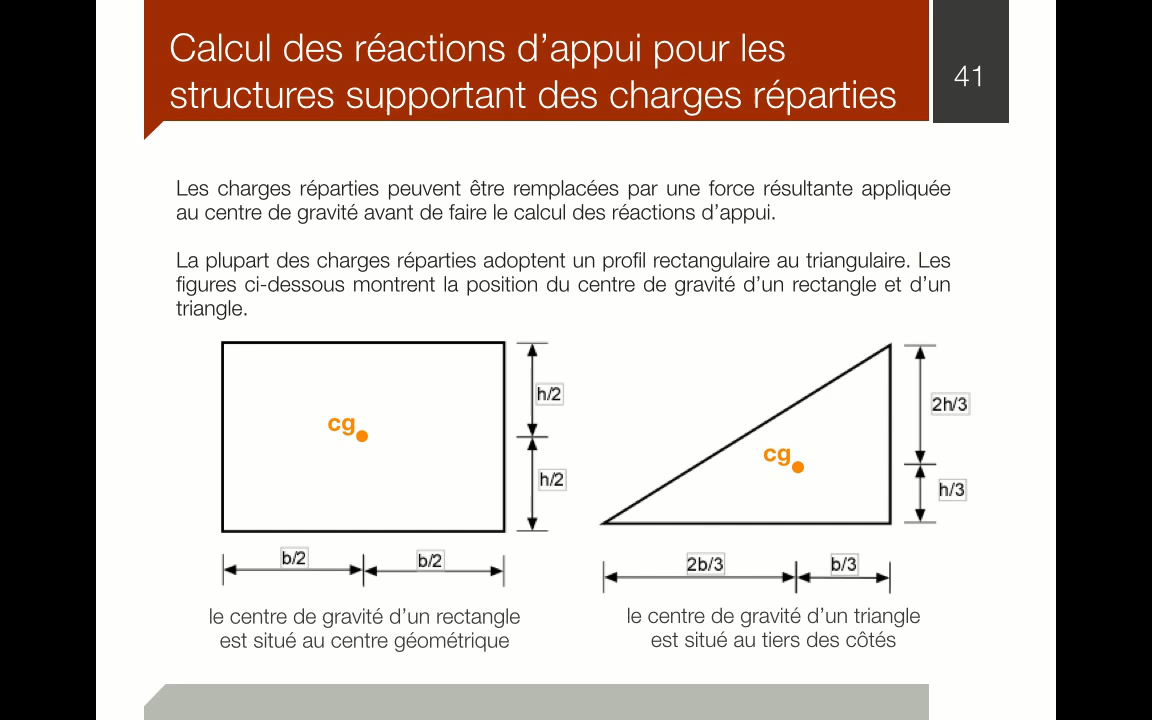 Calcul des réactions d’appui pour les
structures supportant des charges réparties
41
Les charges réparties peuvent être remplacées par une force résultante appliquée
au centre de gravité avant de faire le calcul des réactions d’appui.
La plupart des charges réparties adoptent un profil rectangulaire au triangulaire. Les
figures ci-dessous montrent la position du centre de gravité d’un rectangle et d’un
triangle.
cg
h/2
h/2
b/2
b/2
le centre de gravité d’un rectangle
est situé au centre géométrique
cg
2h/3
h/3
2b/3
b/3
le centre de gravité d’un triangle
est situé au tiers des côtés